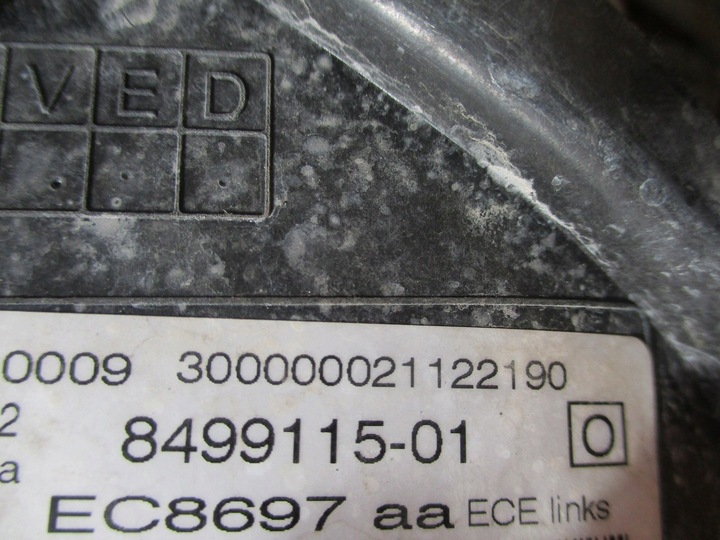 VED
0009 300000021122190
2 8499115-01 O
a
EC8697 aa ECE links